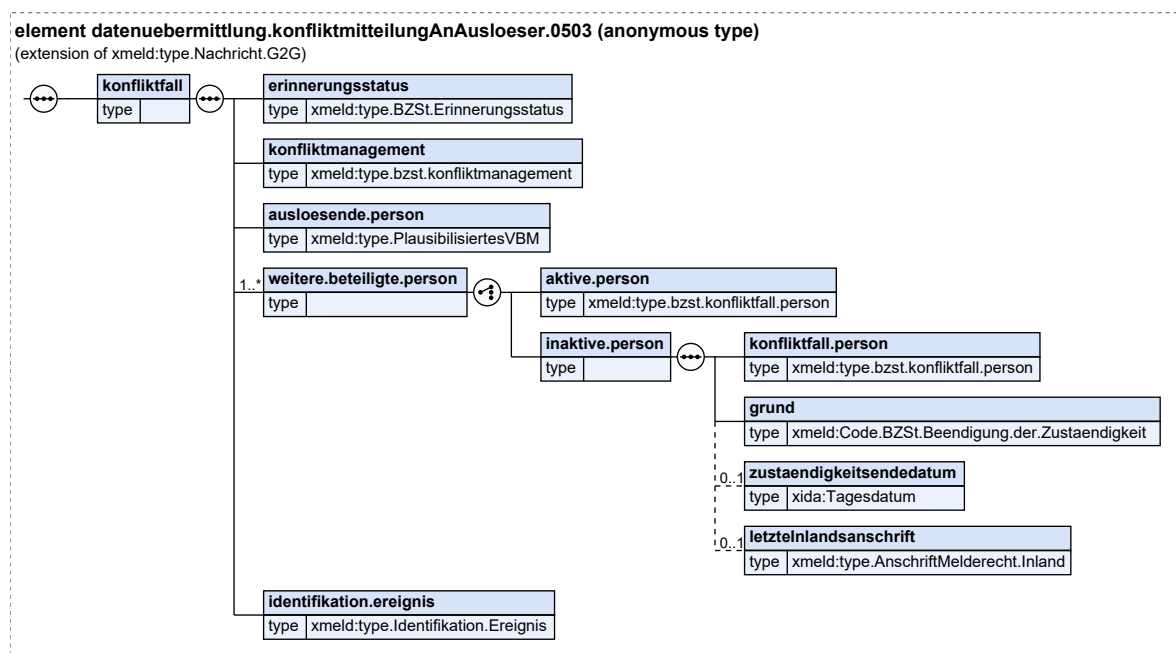 element datenuebermittlung.konfliktmitteilungAnAusloeser.0503 (anonymous type)
(extension of xmeld:type.Nachricht.G2G)
konfliktfall
type
erinnerungsstatus
type xmeld:type.BZSt.Erinnerungsstatus
konfliktmanagement
type xmeld:type.bzst.konfliktmanagement
ausloesende.person
type xmeld:type.PlausibilisiertesVBM
1..*
weitere.beteiligte.person
type
aktive.person
type xmeld:type.bzst.konfliktfall.person
inaktive.person
type
konfliktfall.person
type xmeld:type.bzst.konfliktfall.person
grund
type xmeld:Code.BZSt.Beendigung.der.Zustaendigkeit
0..1
zustaendigkeitsendedatum
type xida:Tagesdatum
0..1
letzteInlandsanschrift
type xmeld:type.AnschriftMelderecht.Inland
identifikation.ereignis
type xmeld:type.Identifikation.Ereignis